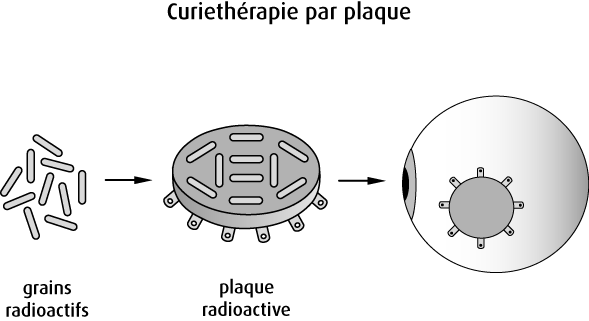 Curiethérapie par plaque
grains
radioactifs
plaque
radioactive